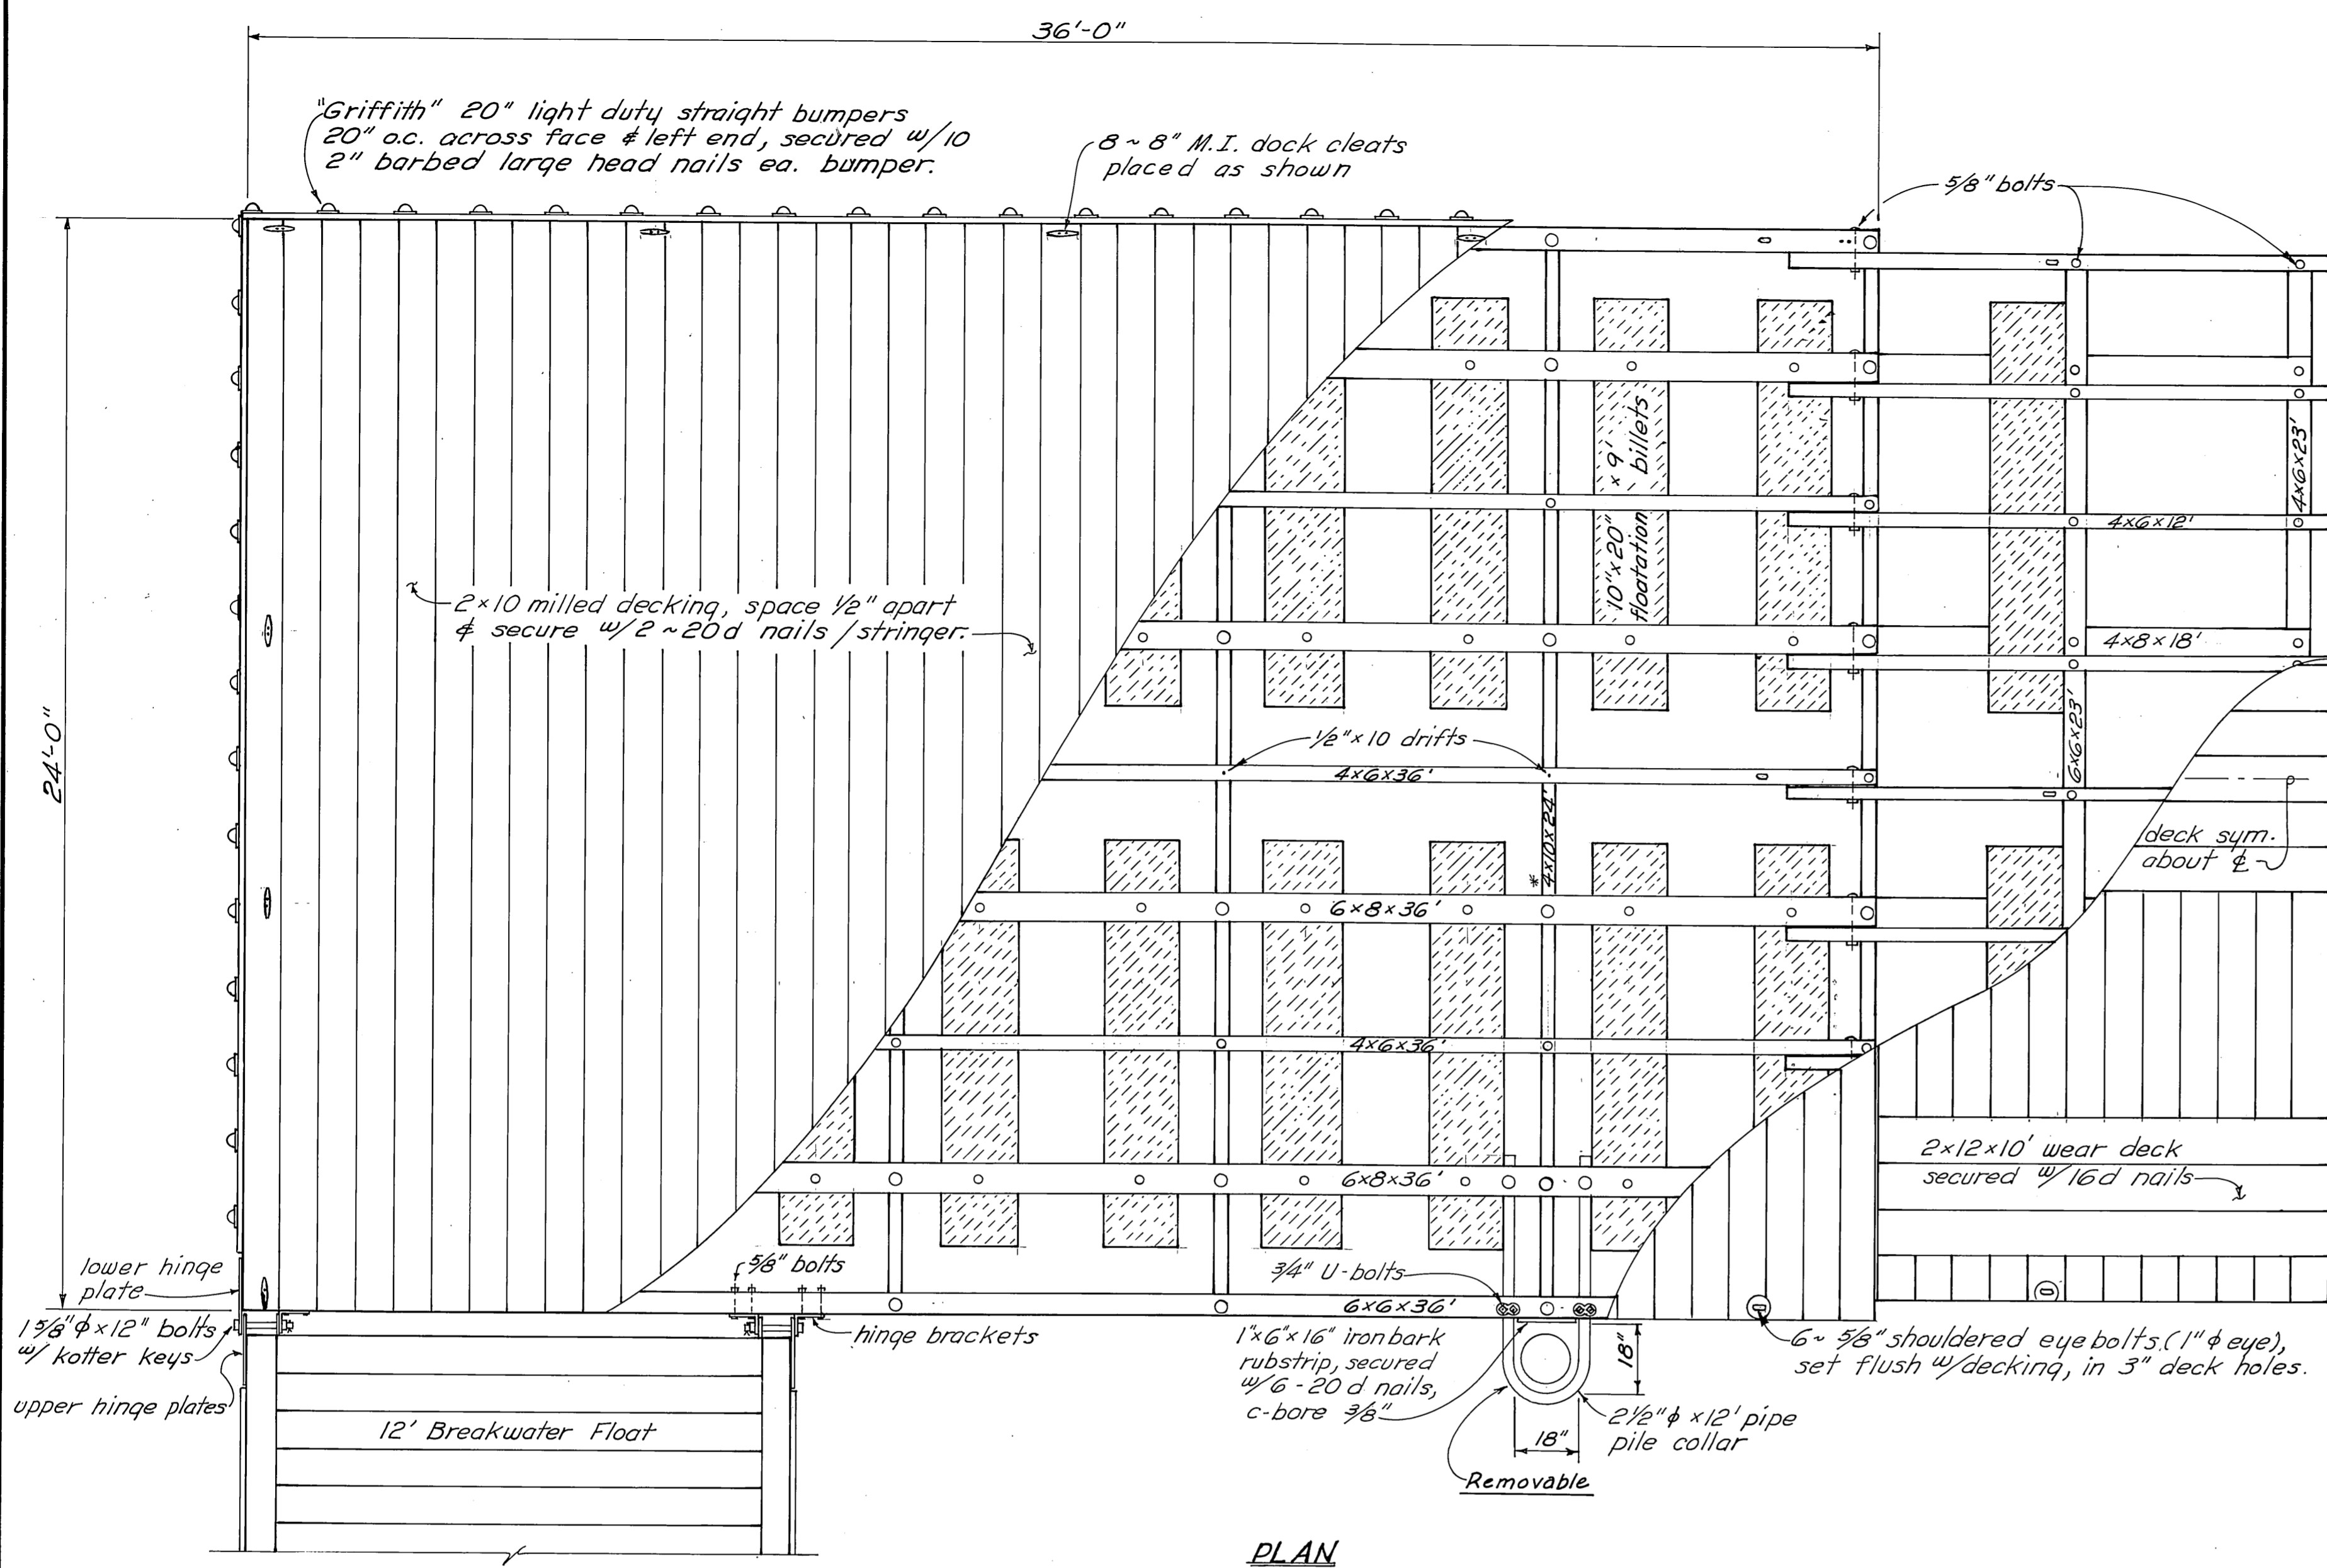 36'-0"
"Griffith" 20" light duty straight bumpers
20" o.c. across face & left end, secured w/10
2" barbed large head nails ea. bumper.
8 ~ 8" M.I. dock cleats
placed as shown
5/8" bolts
24'-0"
2×10 milled decking, space 1/2" apart
& secure w/2 ~20d nails /stringer.
10"×20" × 9'
floatation billets
4×6×23'
4×6×12'
4×8×18'
6×6×23'
1/2"×10 drifts
4×6×36'
*4×10×24'
deck sym.
about ℄
6×8×36'
4×6×36'
6×8×36'
2×12×10' wear deck
secured w/16d nails
lower hinge
plate
5/8" bolts
3/4" U-bolts
6×6×36'
1 5/8"ϕ×12" bolts
w/ kotter keys
hinge brackets
1"×6"×16" ironbark
rubstrip, secured
w/6-20d nails,
c-bore 3/8"
18"
6~ 5/8" shouldered eye bolts (1"ϕ eye),
set flush w/decking, in 3" deck holes.
upper hinge plates
12' Breakwater Float
2 1/2"ϕ ×12' pipe
pile collar
18"
Removable
PLAN